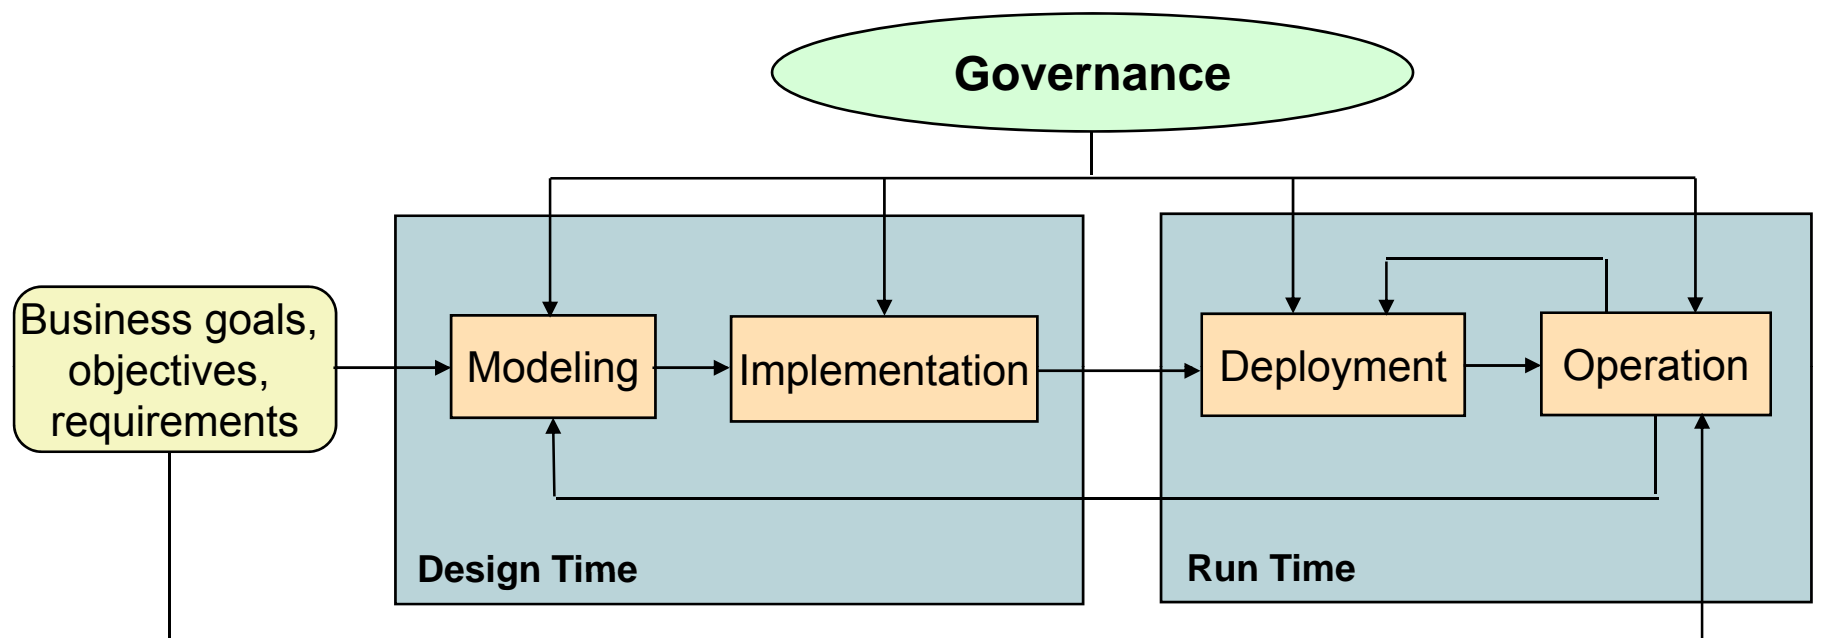 Governance
Business goals,
objectives,
requirements
Modeling
Implementation
Deployment
Operation
Design Time
Run Time